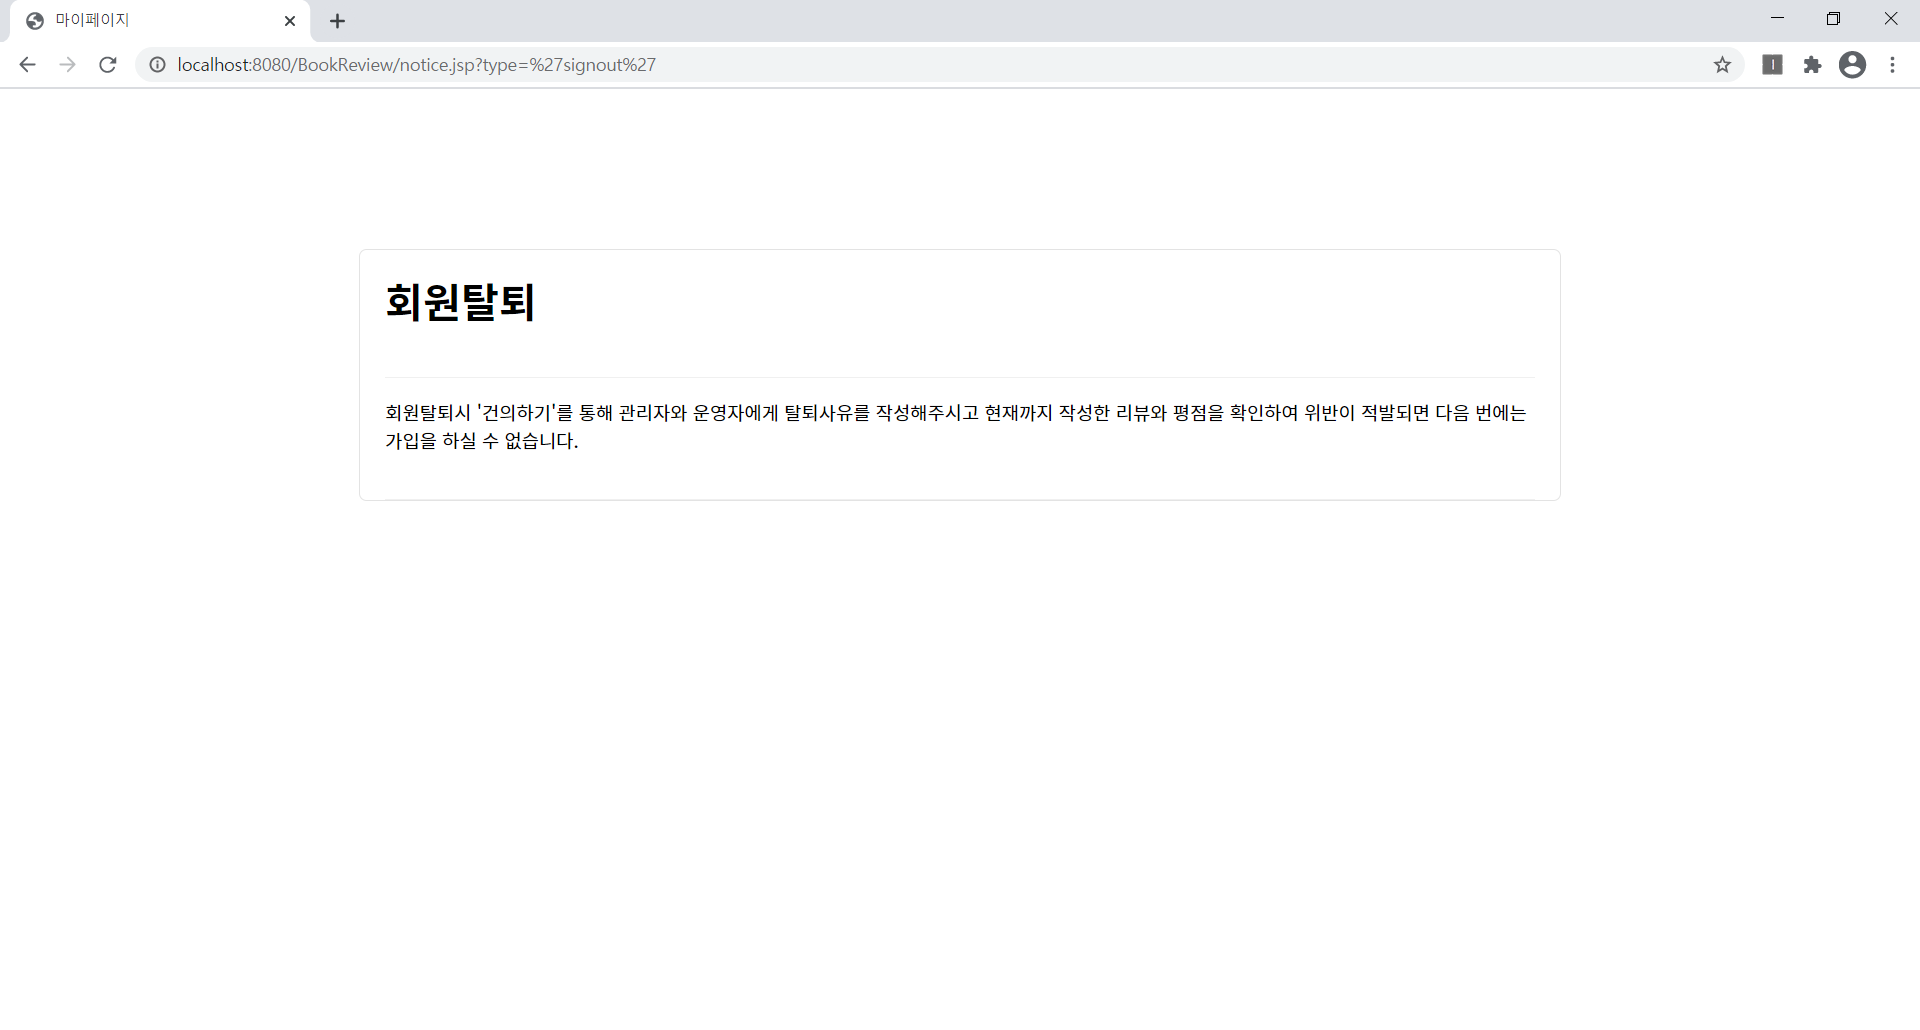 마이페이지
localhost:8080/BookReview/notice.jsp?type=%27signout%27
회원탈퇴
회원탈퇴시 '건의하기'를 통해 관리자와 운영자에게 탈퇴사유를 작성해주시고 현재까지 작성한 리뷰와 평점을 확인하여 위반이 적발되면 다음 번에는
가입을 하실 수 없습니다.